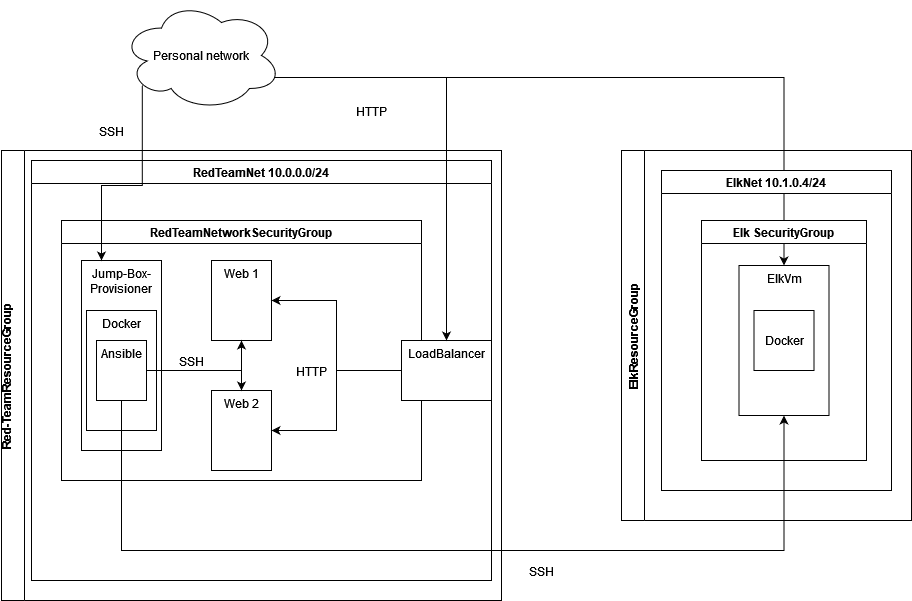 Personal network
HTTP
SSH
RedTeamNet 10.0.0.0/24
ElkNet 10.1.0.4/24
RedTeamNetworkSecurityGroup
Elk SecurityGroup
Jump-Box-
Provisioner
Web 1
ElkVm
Docker
Ansible
SSH
HTTP
LoadBalancer
Docker
Web 2
Red-TeamResourceGroup
ElkResourceGroup
SSH